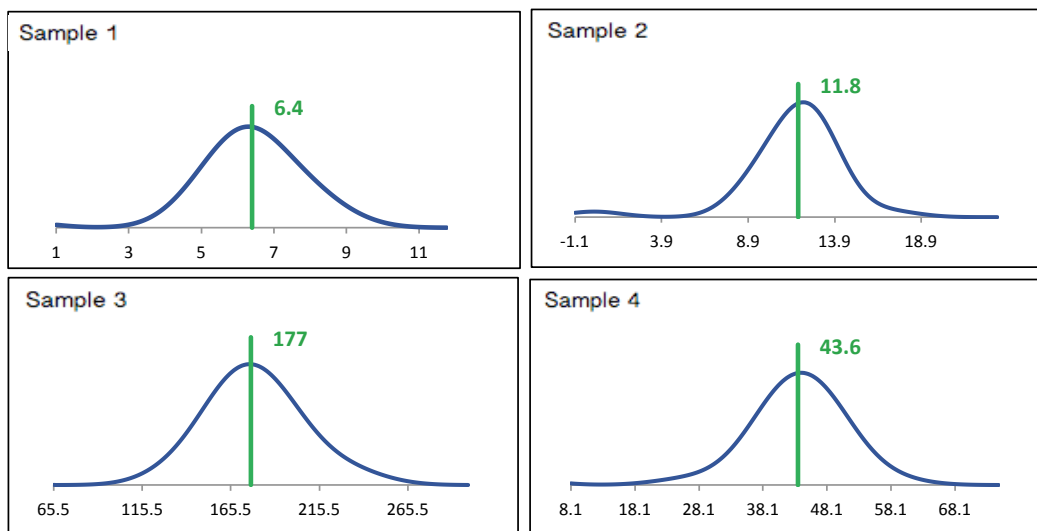 Sample 1
6.4
1 3 5 7 9 11
Sample 2
11.8
-1.1 3.9 8.9 13.9 18.9
Sample 3
177
65.5 115.5 165.5 215.5 265.5
Sample 4
43.6
8.1 18.1 28.1 38.1 48.1 58.1 68.1